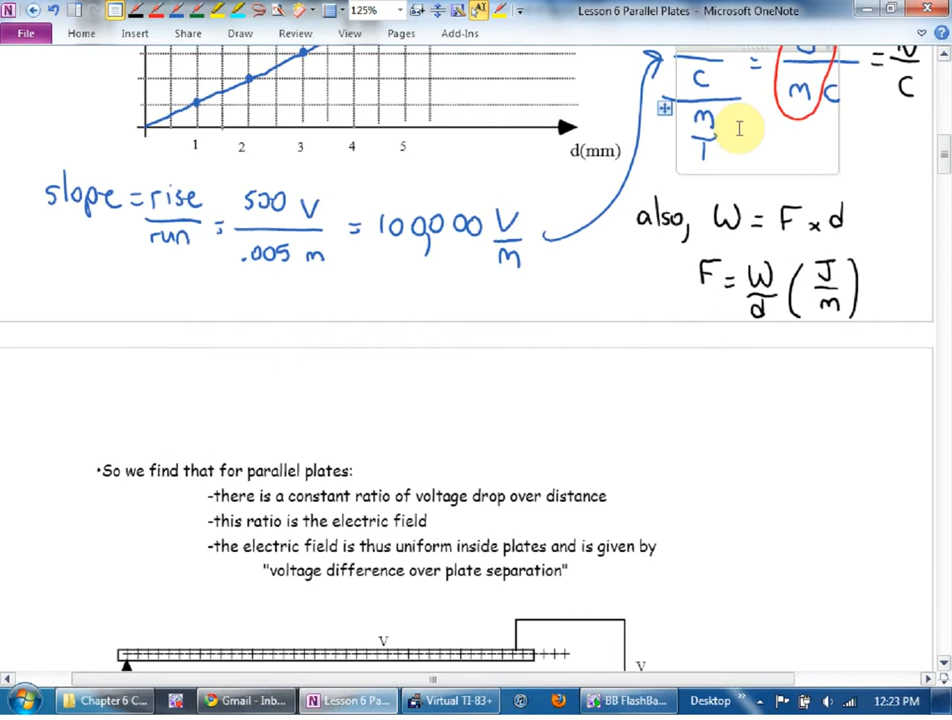 Lesson 6 Parallel Plates - Microsoft OneNote
125%
File Home Insert Share Draw Review View Pages Add-Ins
C = m C = C
m
1
1 2 3 4 5
d(mm)
slope = rise / run = 500 V / .005 m = 100,000 V / m
also, W = F x d
F = W / d ( J / m )
•So we find that for parallel plates:
-there is a constant ratio of voltage drop over distance
-this ratio is the electric field
-the electric field is thus uniform inside plates and is given by
"voltage difference over plate separation"
V
+++
V
Chapter 6 C... Gmail - Inb... Lesson 6 Pa... Virtual TI-83+ BB FlashBa... Desktop 12:23 PM